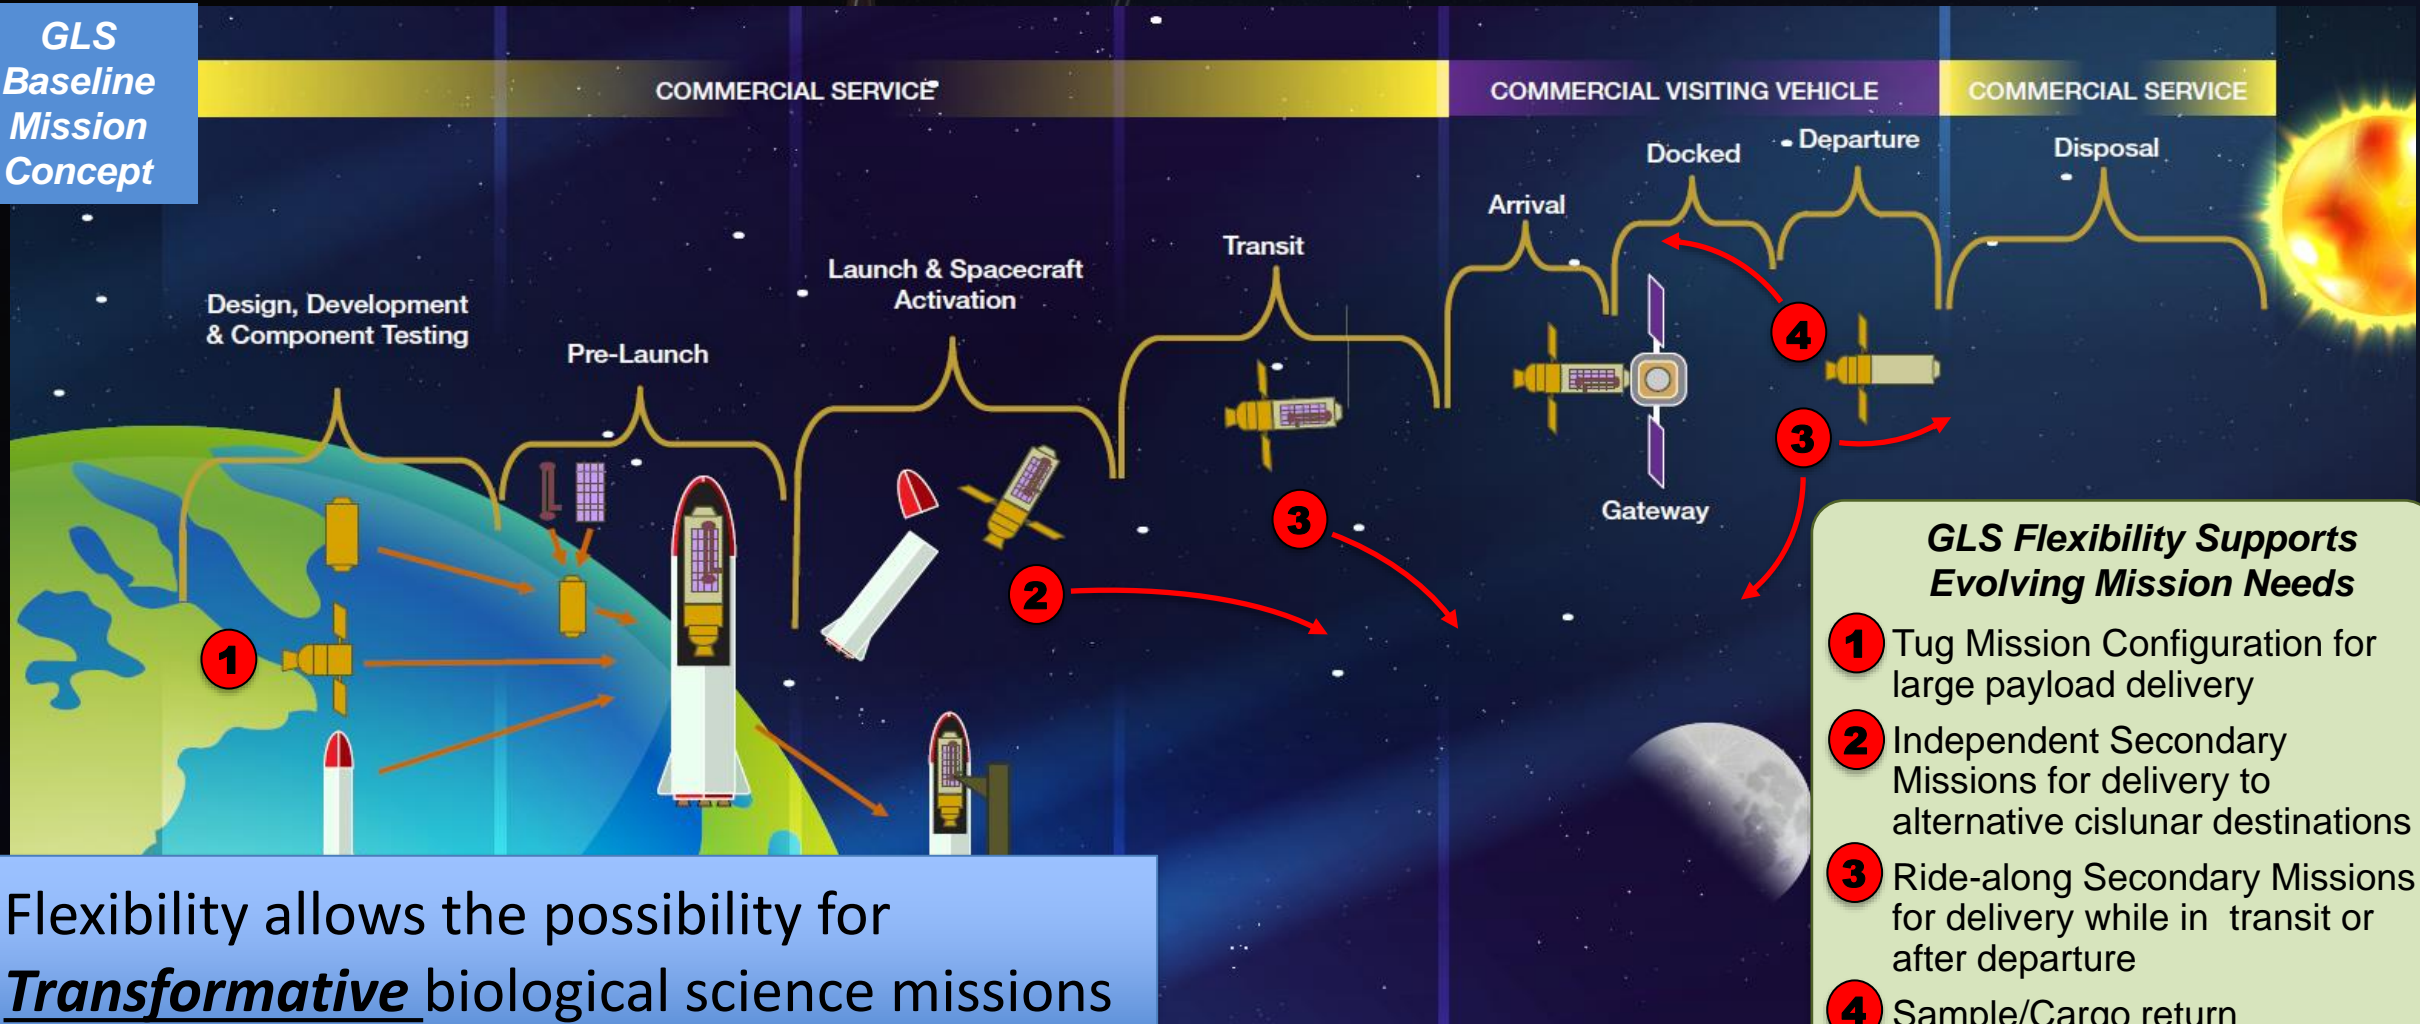 GLS
Baseline
Mission
Concept
COMMERCIAL SERVICE
COMMERCIAL VISITING VEHICLE
COMMERCIAL SERVICE
Design, Development
& Component Testing
Pre-Launch
Launch & Spacecraft
Activation
Transit
Arrival
Docked
Departure
Disposal
Gateway
1
2
3
4
3
GLS Flexibility Supports
Evolving Mission Needs
1 Tug Mission Configuration for
large payload delivery
2 Independent Secondary
Missions for delivery to
alternative cislunar destinations
3 Ride-along Secondary Missions
for delivery while in transit or
after departure
4 Sample/Cargo return
Flexibility allows the possibility for
Transformative biological science missions